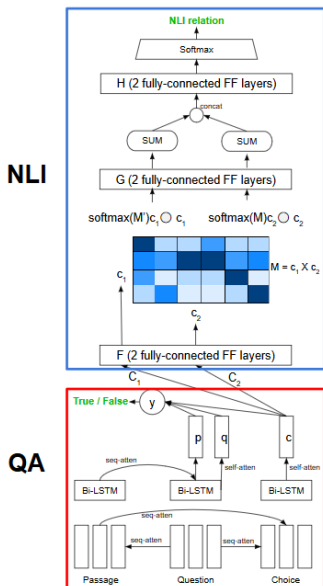 NLI relation
Softmax
H (2 fully-connected FF layers)
concat
SUM SUM
NLI
G (2 fully-connected FF layers)
softmax(M')c1 c1 softmax(M)c2 c2
M = c1 X c2
c1
c2
F (2 fully-connected FF layers)
C1 C2
True / False y
p q c
QA
seq-atten self-atten self-atten
Bi-LSTM Bi-LSTM Bi-LSTM
seq-atten
seq-atten seq-atten
Passage Question Choice